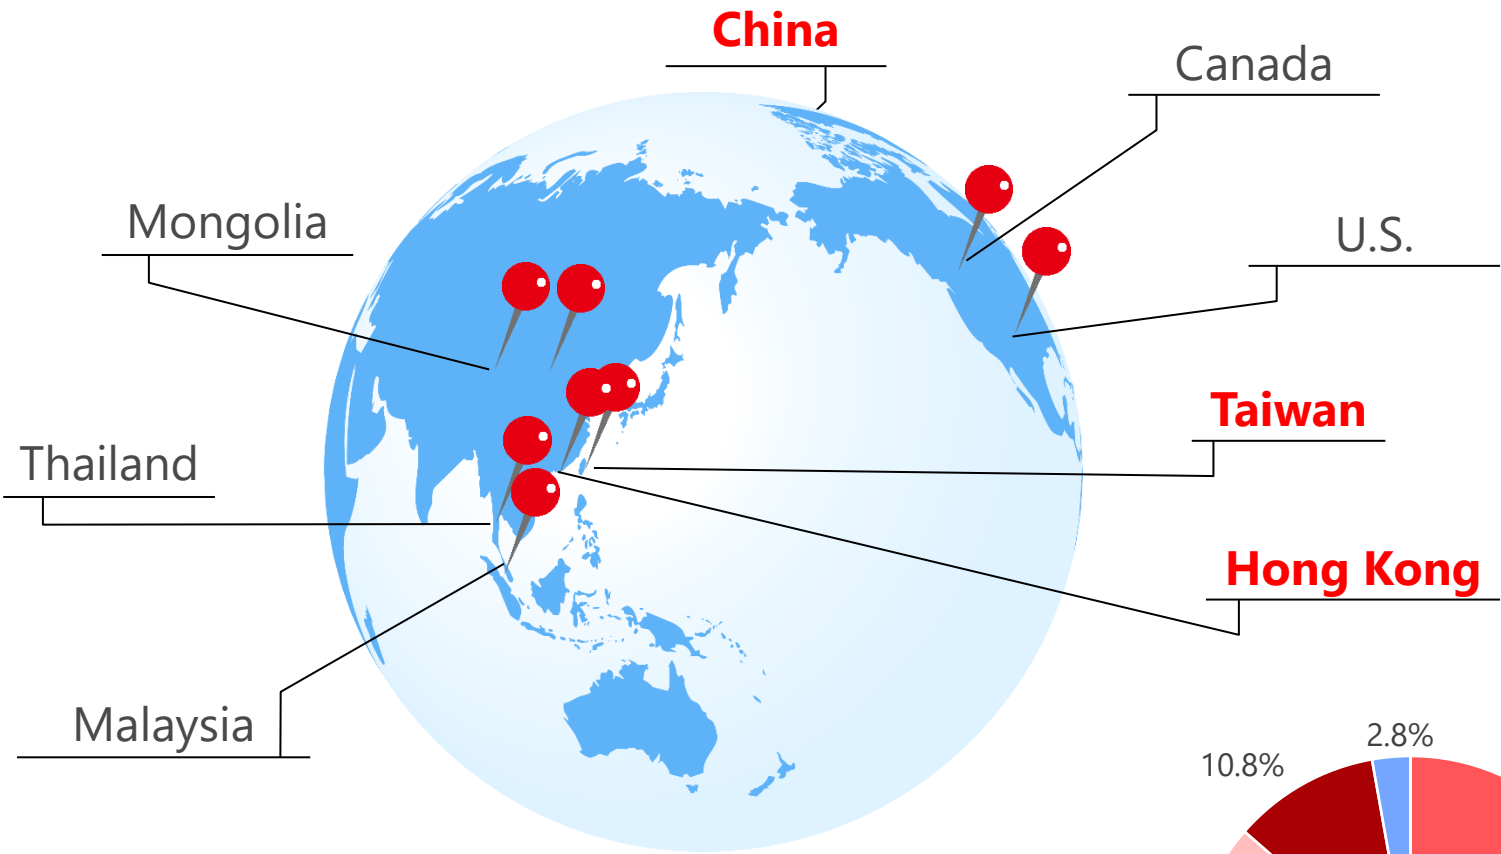 China
Canada
Mongolia
U.S.
Taiwan
Thailand
Hong Kong
Malaysia
2.8%
10.8%